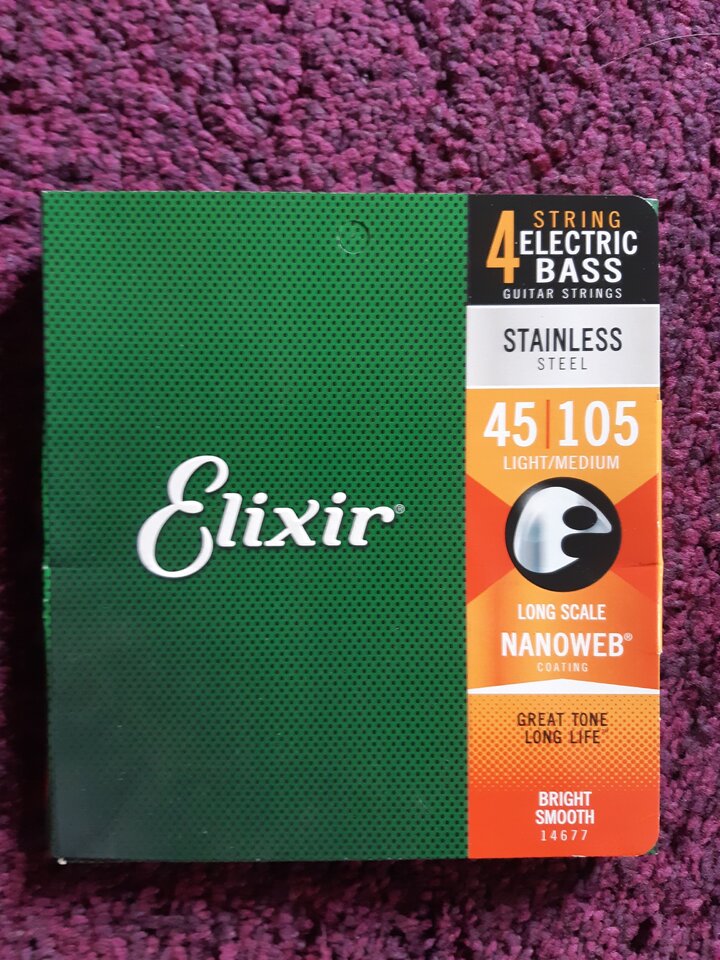 Elixir®
4 STRING
ELECTRIC
BASS
GUITAR STRINGS
STAINLESS
STEEL
45|105
LIGHT/MEDIUM
LONG SCALE
NANOWEB®
COATING
GREAT TONE
LONG LIFE™
BRIGHT
SMOOTH
14677